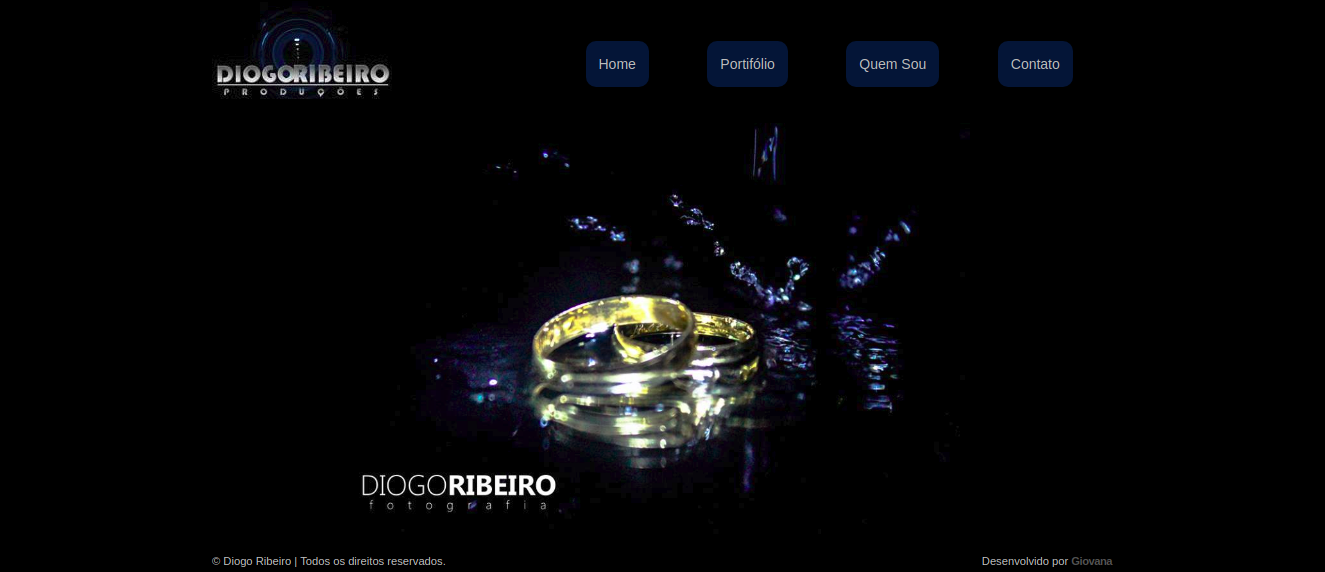 DIOGORIBEIRO
PRODUÇÕES
Home
Portifólio
Quem Sou
Contato
DIOGORIBEIRO
fotografia
© Diogo Ribeiro | Todos os direitos reservados.
Desenvolvido por Giovana